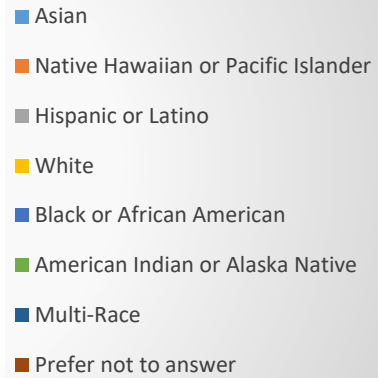 Asian
Native Hawaiian or Pacific Islander
Hispanic or Latino
White
Black or African American
American Indian or Alaska Native
Multi-Race
Prefer not to answer